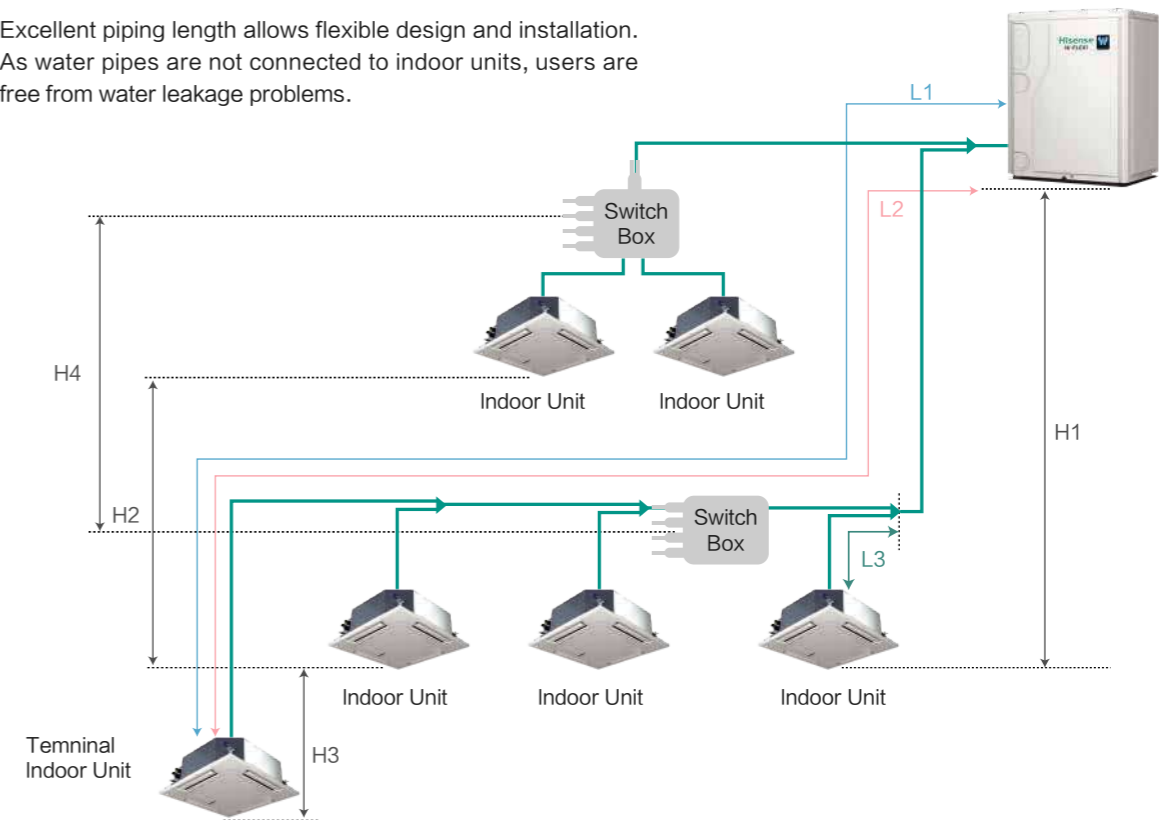 Excellent piping length allows flexible design and installation.
As water pipes are not connected to indoor units, users are
free from water leakage problems.
Hisense
HI-FLEXi
W
L1
L2
Switch
Box
H4
Indoor Unit
Indoor Unit
H1
H2
Switch
Box
L3
Indoor Unit
Indoor Unit
Indoor Unit
Temninal
Indoor Unit
H3